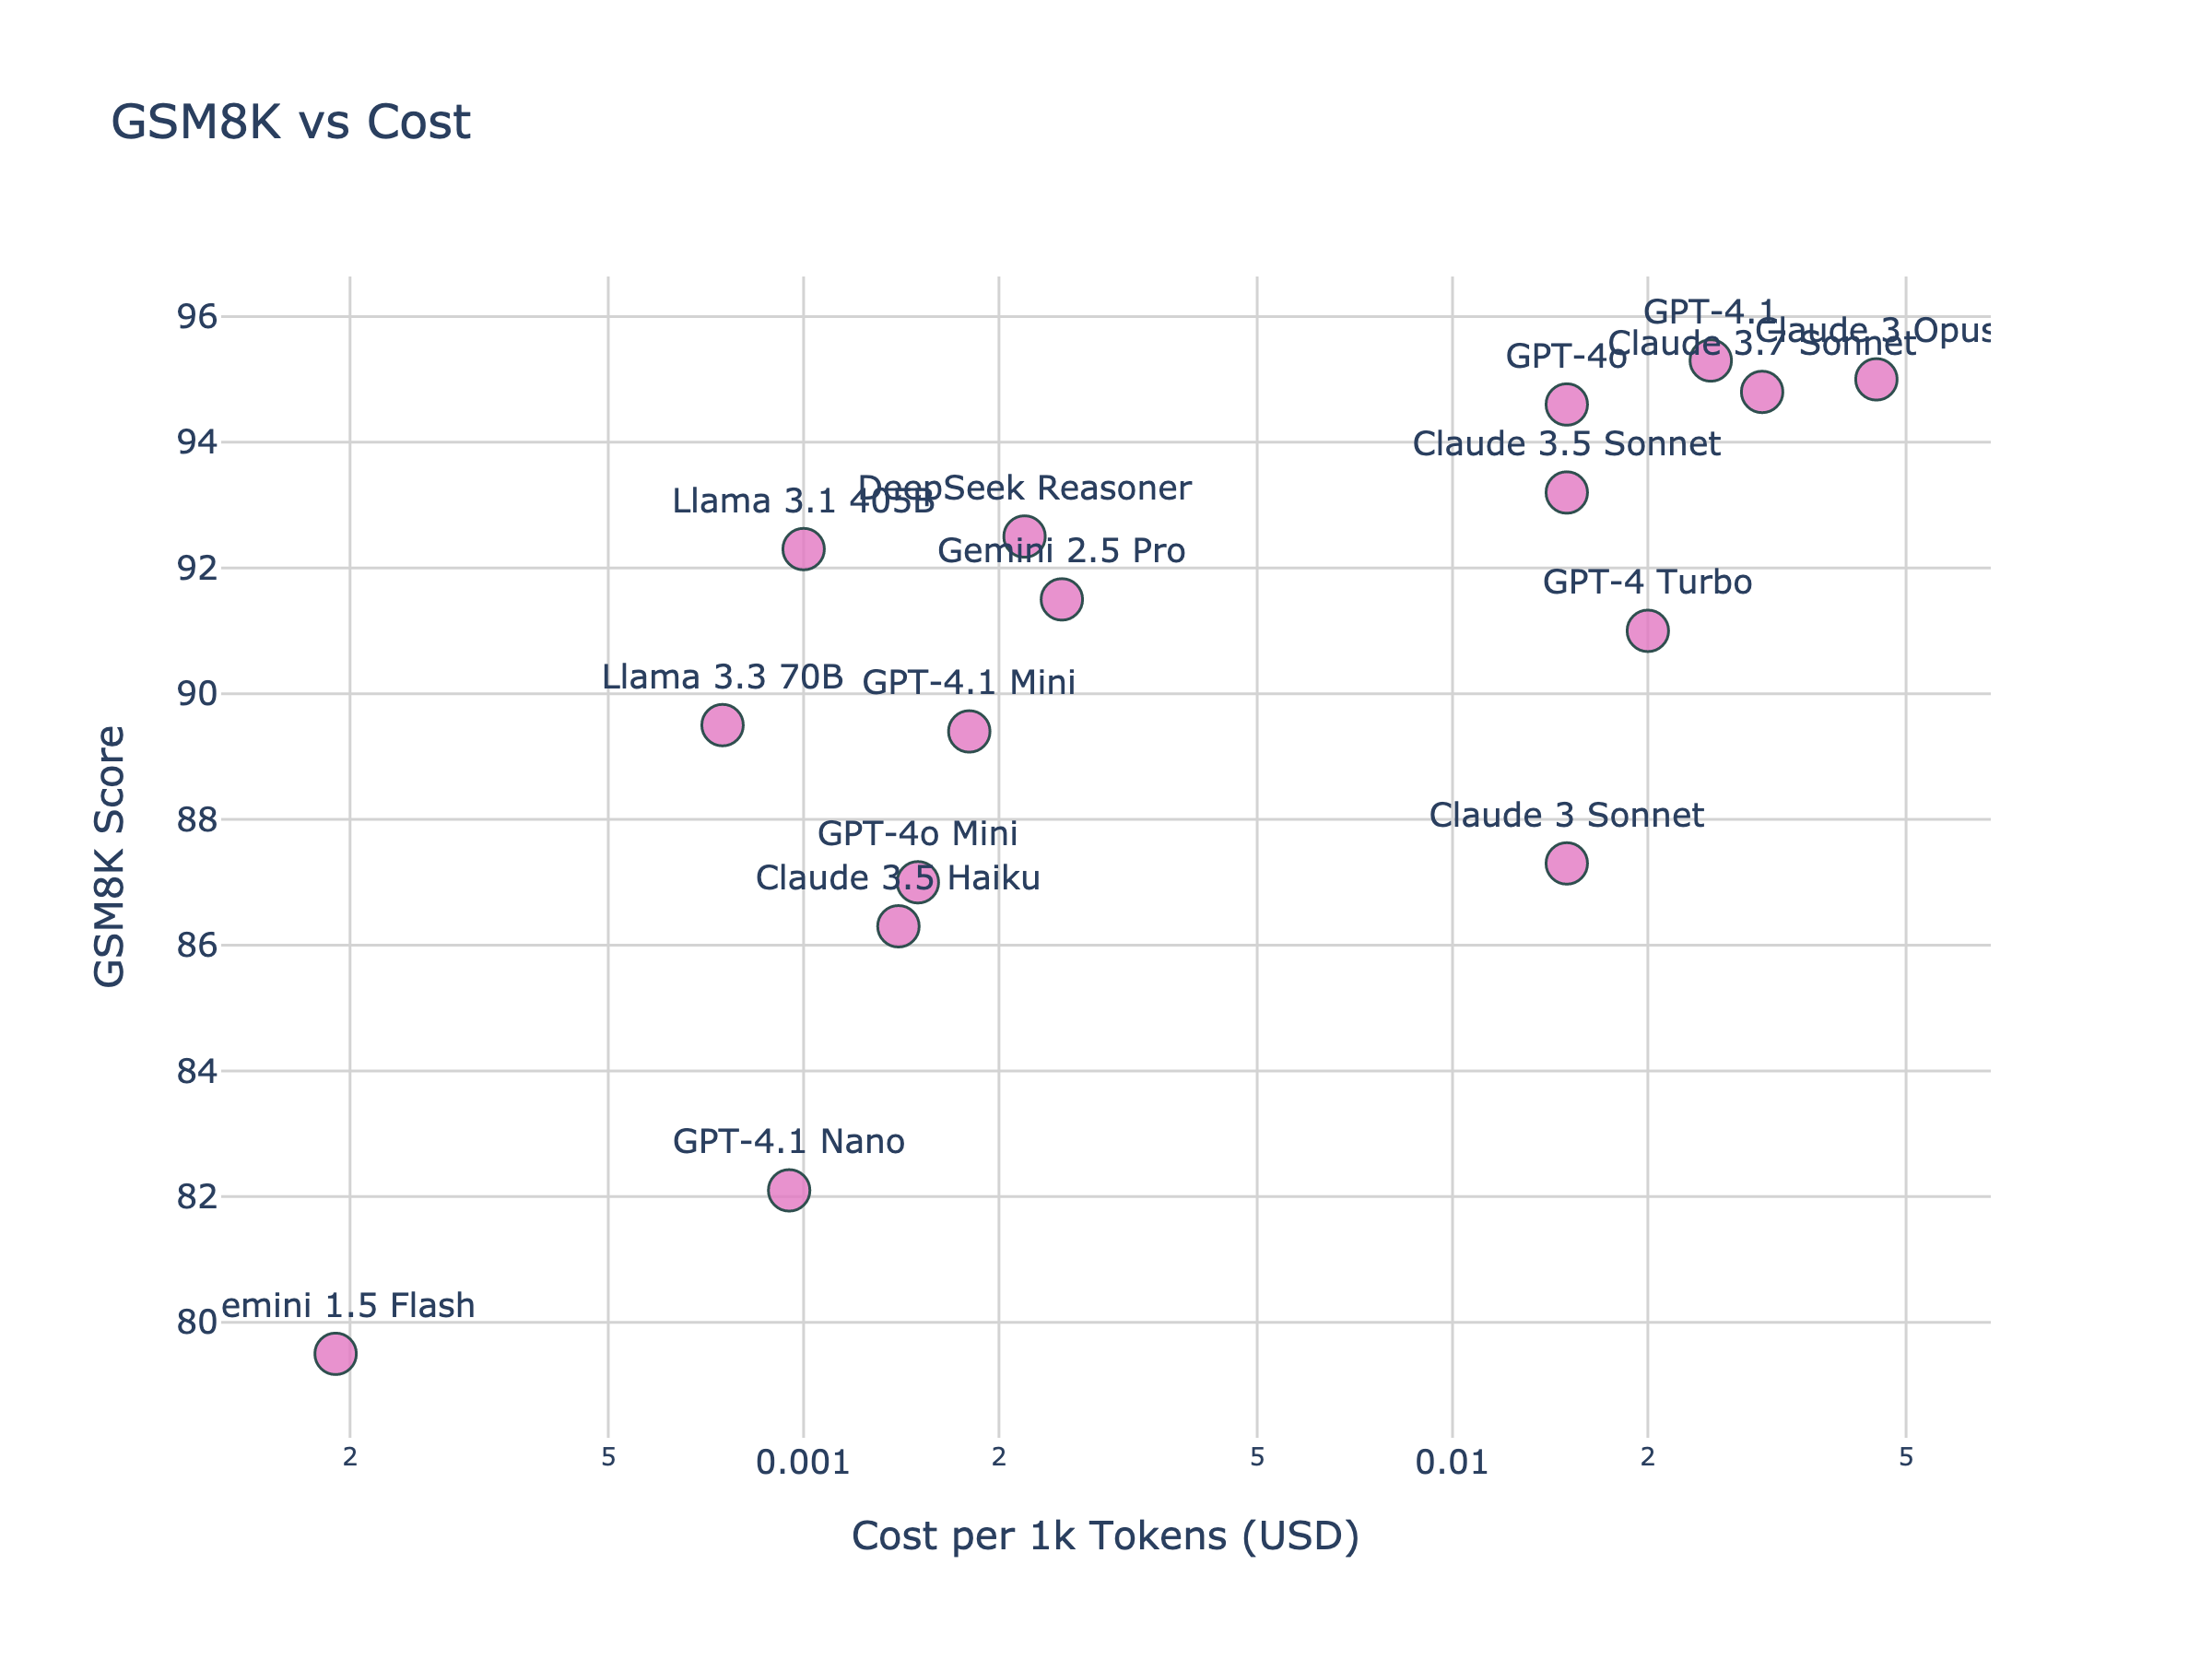 GSM8K vs Cost
96
94
92
90
88
86
84
82
80
GSM8K Score
GPT-4.1
Claude 3 Opus
Claude 3.7 Sonnet
GPT-4o
Claude 3.5 Sonnet
DeepSeek Reasoner
Llama 3.1 405B
Gemini 2.5 Pro
GPT-4 Turbo
Llama 3.3 70B
GPT-4.1 Mini
Claude 3 Sonnet
GPT-4o Mini
Claude 3.5 Haiku
GPT-4.1 Nano
emini 1.5 Flash
2 5 0.001 2 5 0.01 2 5
Cost per 1k Tokens (USD)